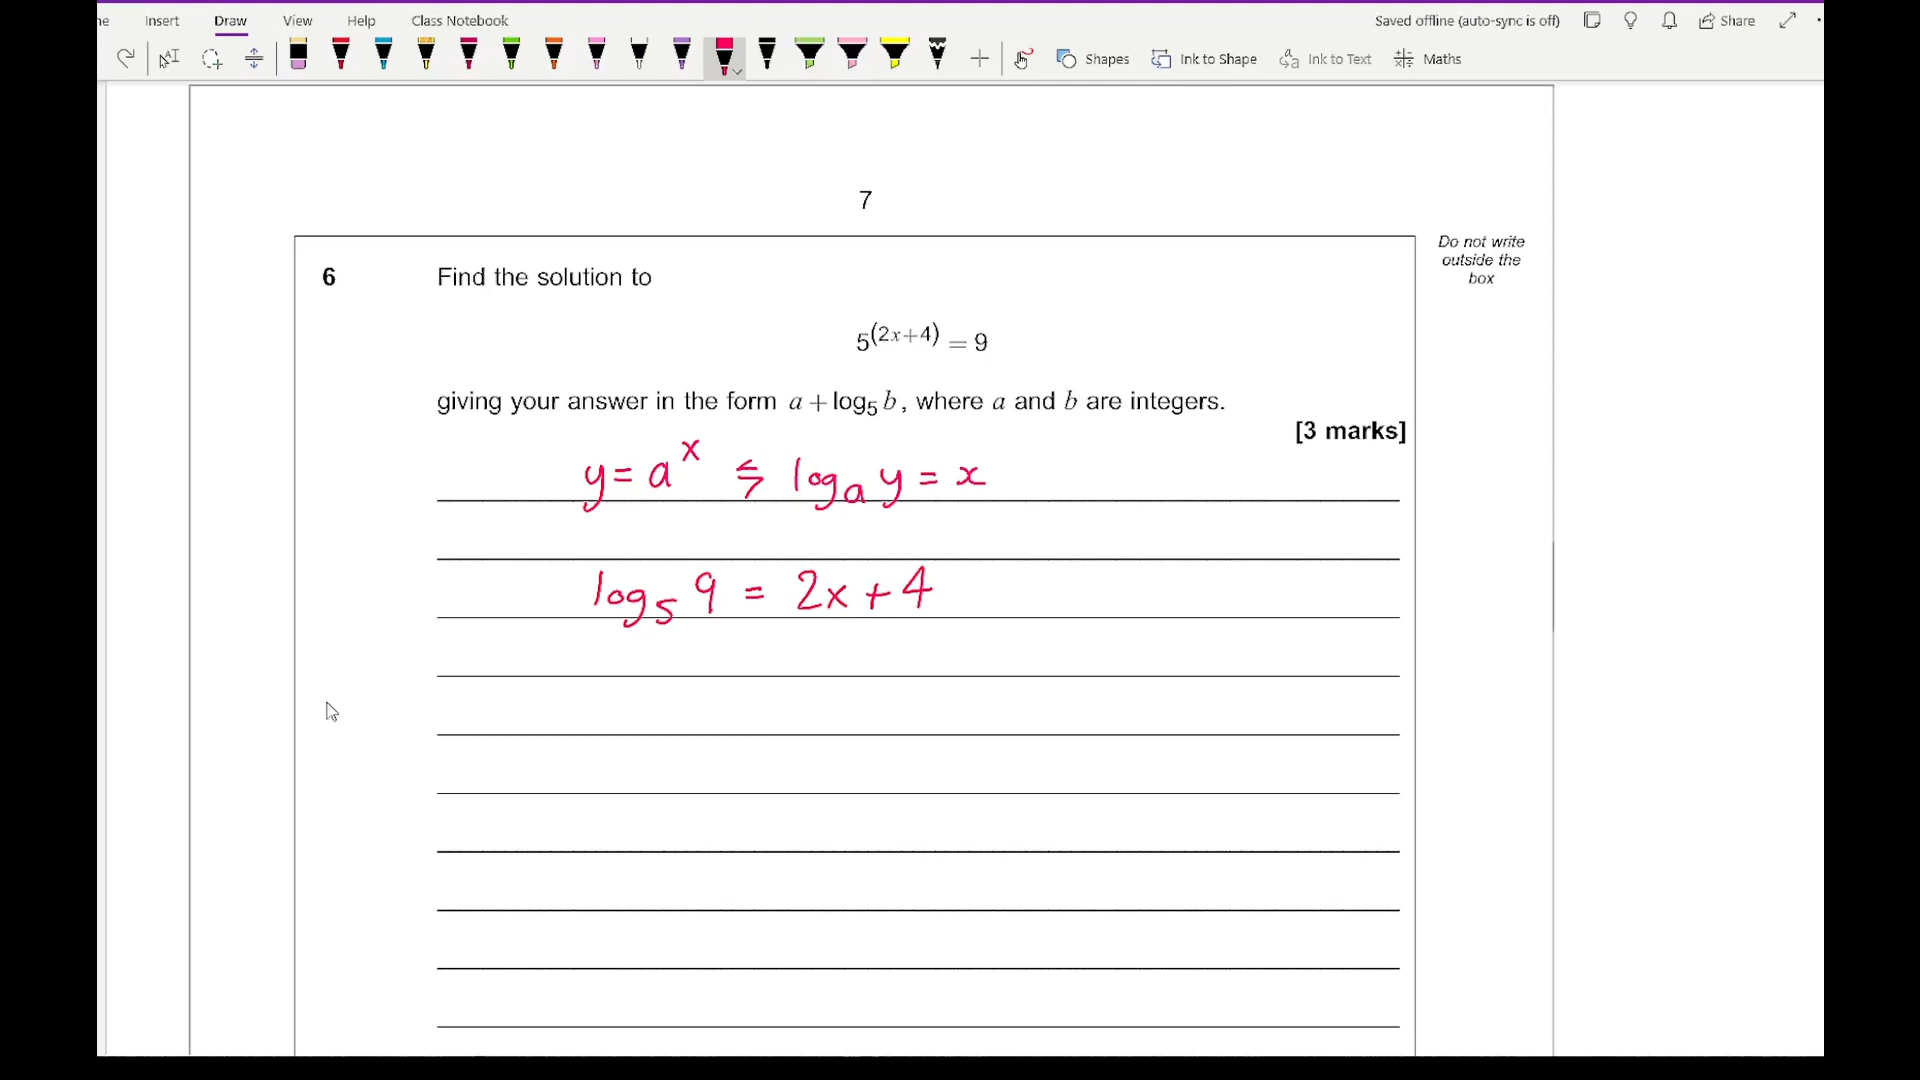 Insert Draw View Help Class Notebook Saved offline (auto-sync is off) Share
Shapes Ink to Shape Ink to Text Maths
7
Do not write
outside the
box
6 Find the solution to
5^(2x+4) = 9
giving your answer in the form a + log₅ b, where a and b are integers.
[3 marks]
y = a^x ⇆ logₐ y = x
log₅ 9 = 2x + 4